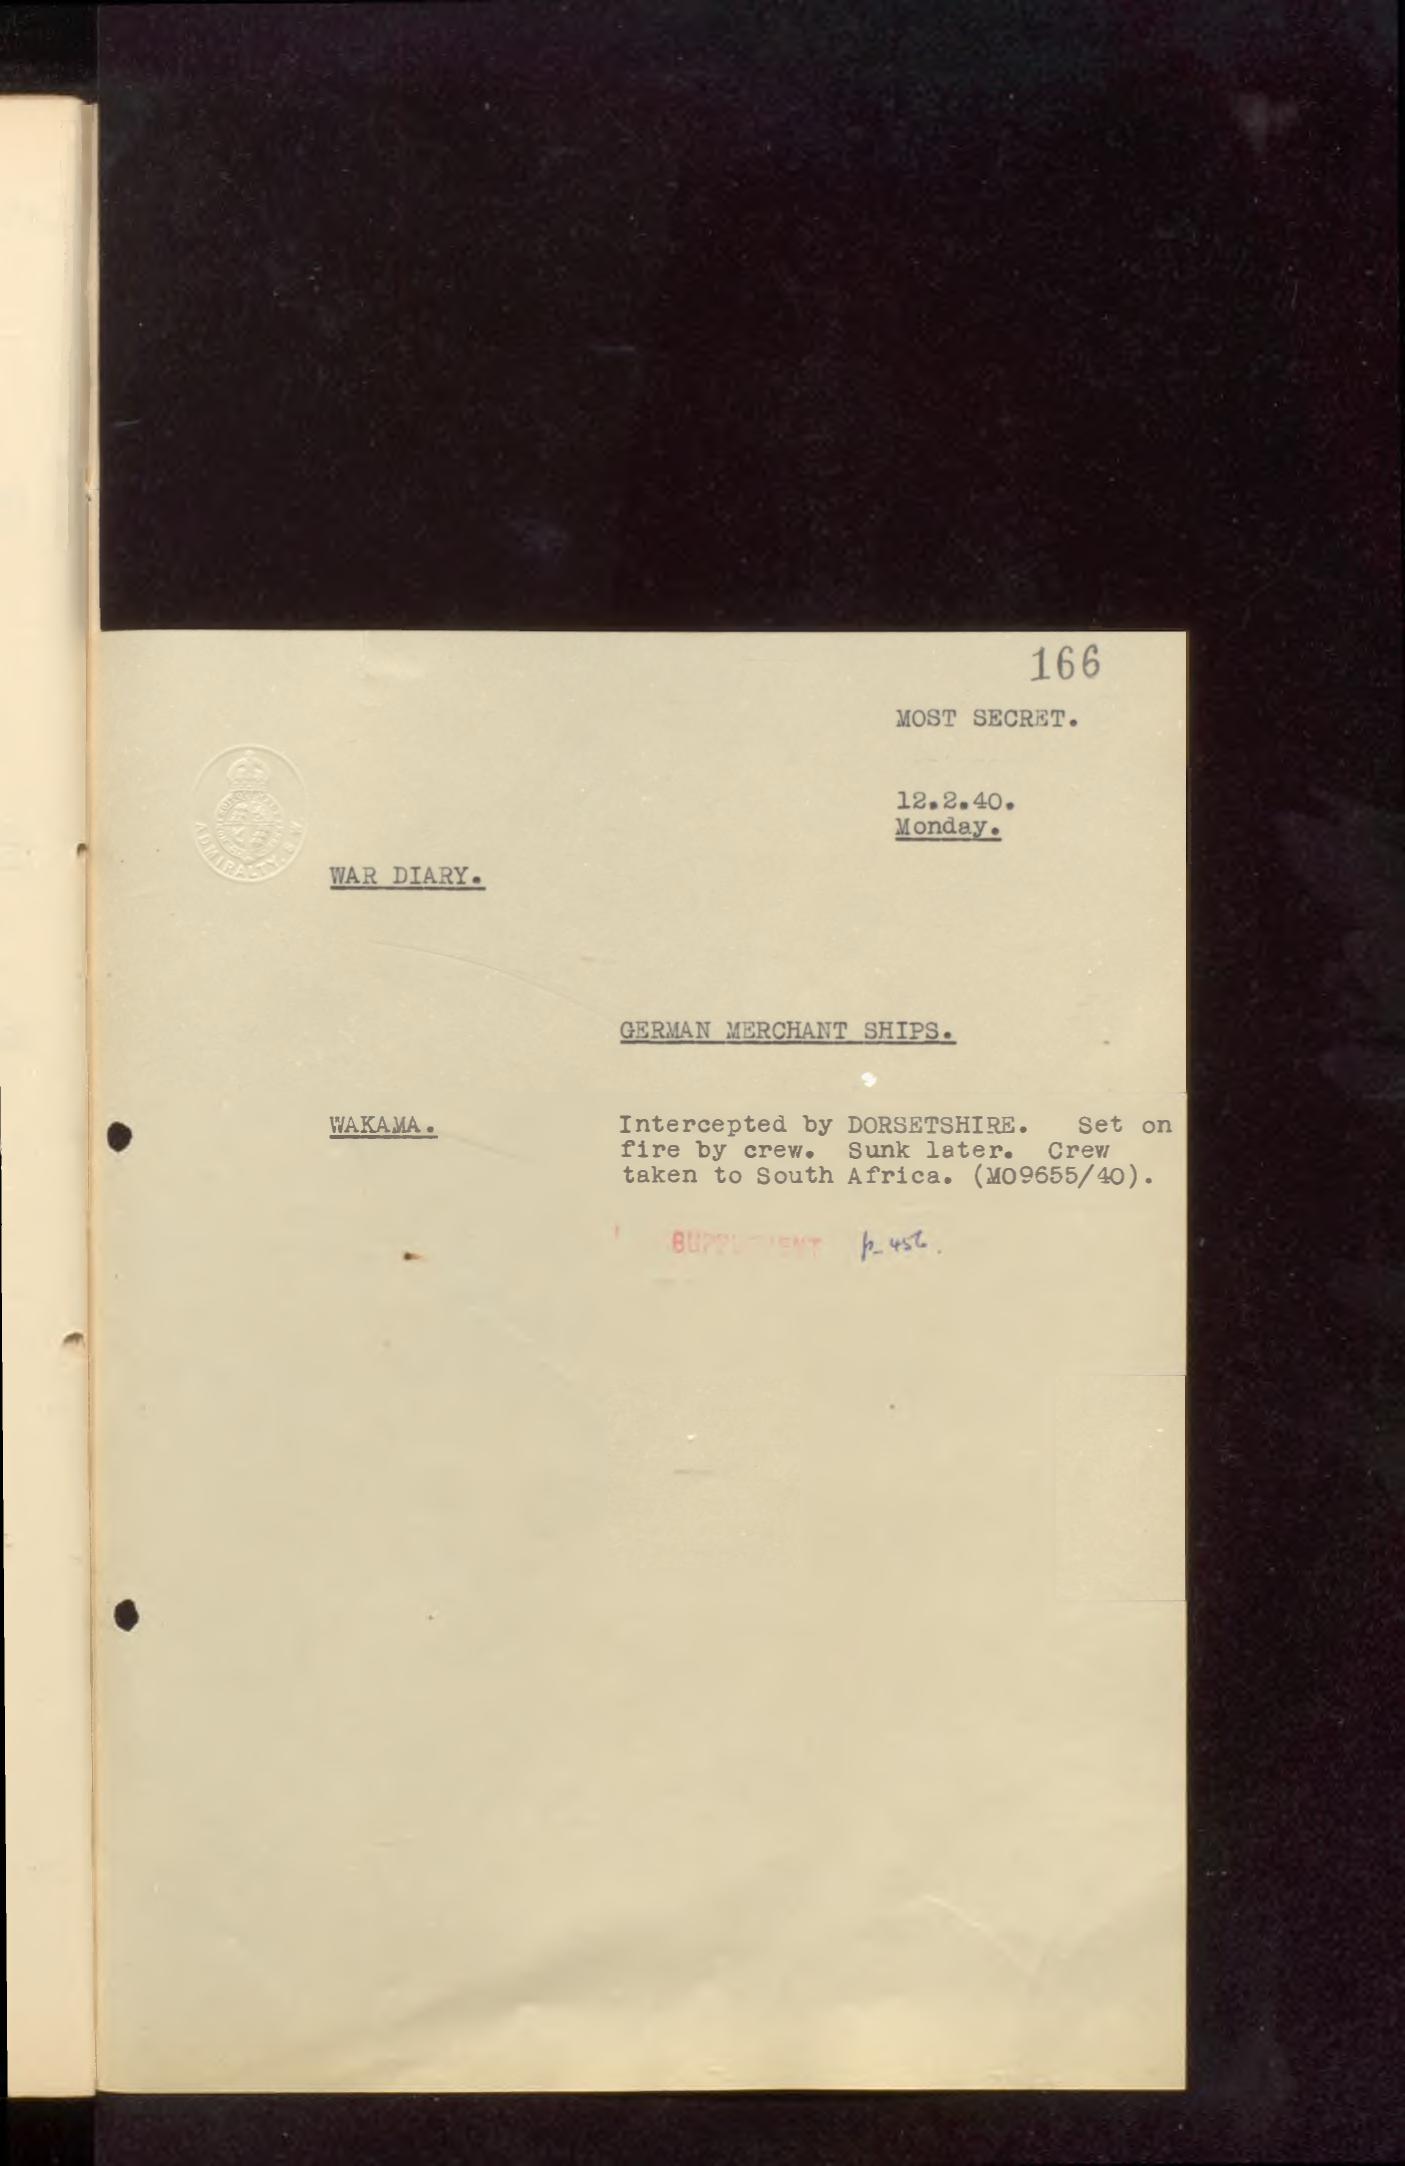 166
MOST SECRET.
12.2.40.
Monday.
ADMIRALTY.
WAR DIARY.
GERMAN MERCHANT SHIPS.
WAKAMA.
Intercepted by DORSETSHIRE. Set on
fire by crew. Sunk later. Crew
taken to South Africa. (M09655/40).
SUPPLEMENT p. 456.